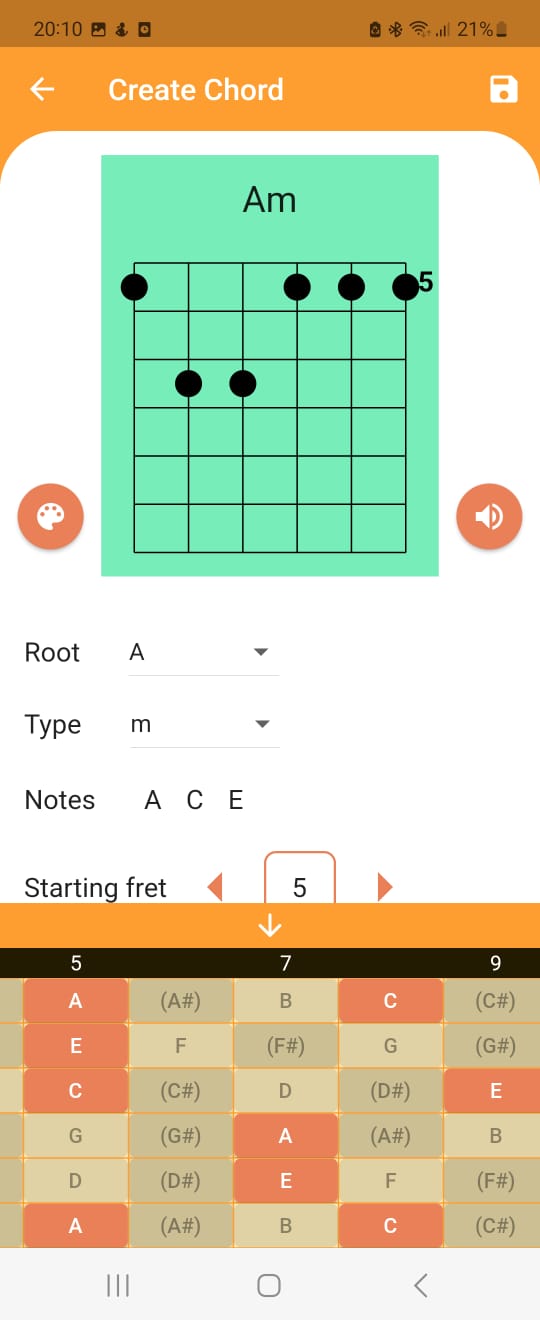 20:10 21%
Create Chord
Am
5
Root A
Type m
Notes A C E
Starting fret 5
5 7 9
A (A#) B C (C#)
E F (F#) G (G#)
C (C#) D (D#) E
G (G#) A (A#) B
D (D#) E F (F#)
A (A#) B C (C#)